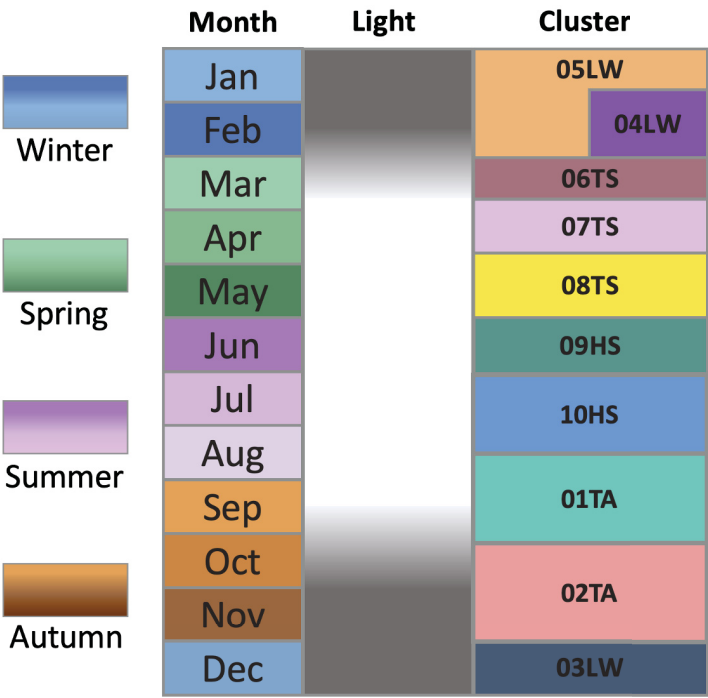 Month Light Cluster
Winter
Spring
Summer
Autumn
Jan
Feb
Mar
Apr
May
Jun
Jul
Aug
Sep
Oct
Nov
Dec
05LW
04LW
06TS
07TS
08TS
09HS
10HS
01TA
02TA
03LW